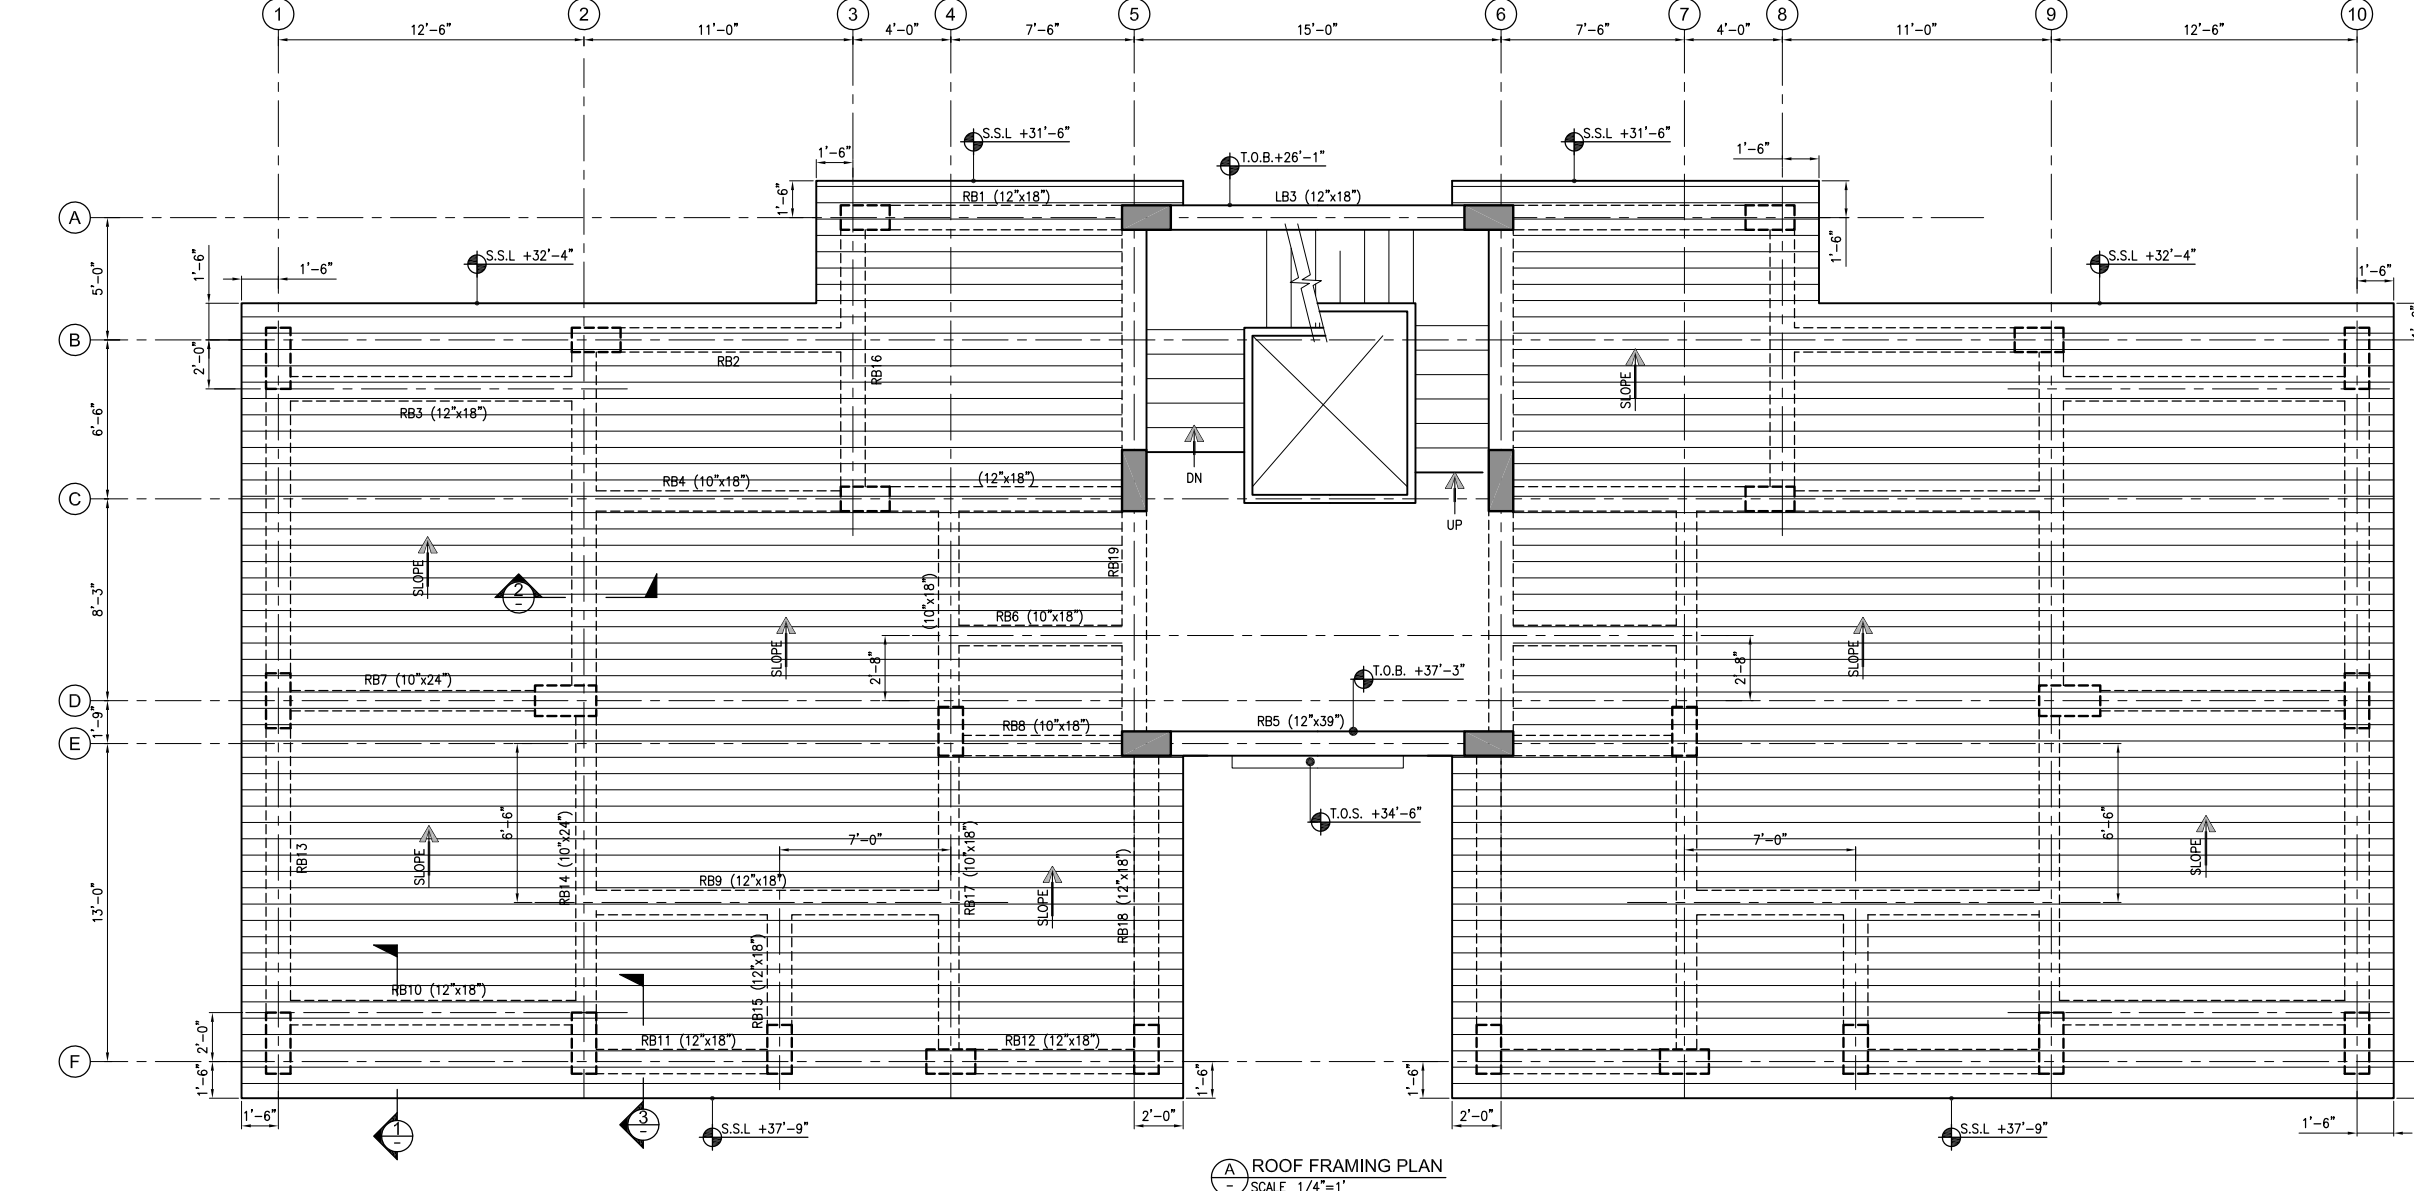 1 2 3 4 5 6 7 8 9 10
12'-6" 11'-0" 4'-0" 7'-6" 15'-0" 7'-6" 4'-0" 11'-0" 12'-6"
S.S.L +31'-6" S.S.L +31'-6"
1'-6" T.O.B.+26'-1" 1'-6"
1'-6" RB1 (12"x18") LB3 (12"x18")
A
1'-6"
S.S.L +32'-4" S.S.L +32'-4"
1'-6" 1'-6" 1'-6"
5'-0"
B
2'-0" RB2 RB16 SLOPE
6'-6" RB3 (12"x18")
RB4 (10"x18") (12"x18") DN
C
UP
8'-3" SLOPE 2 - RB19
(10"x18") RB6 (10"x18")
SLOPE 2'-8" 2'-8" SLOPE
RB7 (10"x24") T.O.B. +37'-3"
D
1'-9" RB8 (10"x18") RB5 (12"x39")
E
6'-6" T.O.S. +34'-6" 6'-6"
7'-0" 7'-0"
RB13 SLOPE RB14 (10"x24") RB9 (12"x18") RB17 (10"x18") SLOPE RB18 (12"x18") SLOPE
13'-0"
RB10 (12"x18") RB15 (12"x18")
2'-0" RB11 (12"x18") RB12 (12"x18")
F
1'-6" 1'-6" 1'-6"
1'-6" 1 - 3 - S.S.L +37'-9" 2'-0" 2'-0" S.S.L +37'-9" 1'-6"
A - ROOF FRAMING PLAN
SCALE 1/4"=1'